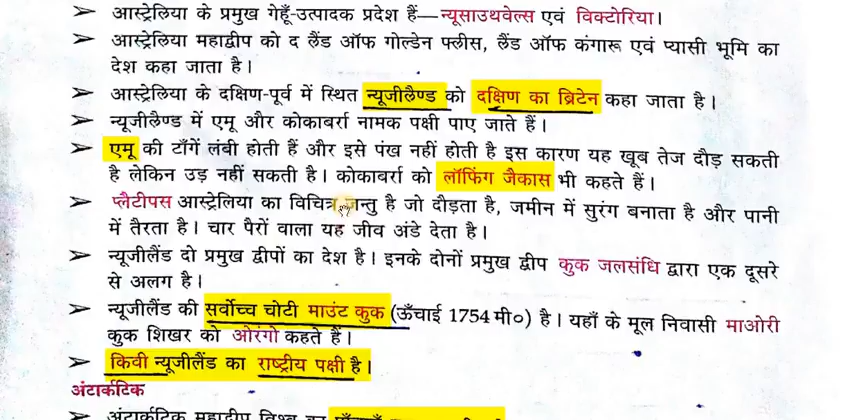 ➢ आस्ट्रेलिया के प्रमुख गेहूँ-उत्पादक प्रदेश हैं—न्यूसाउथवेल्स एवं विक्टोरिया।
➢ आस्ट्रेलिया महाद्वीप को द लैंड ऑफ गोल्डेन फ्लीस, लैंड ऑफ कंगारू एवं प्यासी भूमि का
देश कहा जाता है।
➢ आस्ट्रेलिया के दक्षिण-पूर्व में स्थित न्यूजीलैण्ड को दक्षिण का ब्रिटेन कहा जाता है।
➢ न्यूजीलैण्ड में एमू और कोकाबर्रा नामक पक्षी पाए जाते हैं।
➢ एमू की टाँगें लंबी होती हैं और इसे पंख नहीं होती है इस कारण यह खूब तेज दौड़ सकती
है लेकिन उड़ नहीं सकती है। कोकाबर्रा को लॉफिंग जैकास भी कहते हैं।
➢ प्लैटीपस आस्ट्रेलिया का विचित्र जन्तु है जो दौड़ता है, जमीन में सुरंग बनाता है और पानी
में तैरता है। चार पैरों वाला यह जीव अंडे देता है।
➢ न्यूजीलैंड दो प्रमुख द्वीपों का देश है। इनके दोनों प्रमुख द्वीप कुक जलसंधि द्वारा एक दूसरे
से अलग है।
➢ न्यूजीलैंड की सर्वोच्च चोटी माउंट कुक (ऊँचाई 1754 मी०) है। यहाँ के मूल निवासी माओरी
कुक शिखर को ओरंगो कहते हैं।
➢ किवी न्यूजीलैंड का राष्ट्रीय पक्षी है।
अंटार्कटिक
➢ अंटार्कटिक महाद्वीप विश्व का